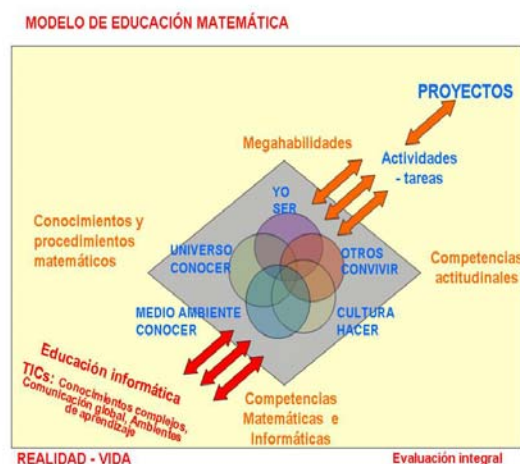 MODELO DE EDUCACIÓN MATEMÁTICA
PROYECTOS
Megahabilidades
Actividades
- tareas
YO
SER
Conocimientos y
procedimientos
matemáticos
UNIVERSO
CONOCER
OTROS
CONVIVIR
Competencias
actitudinales
MEDIO AMBIENTE
CONOCER
CULTURA
HACER
Educación informática
TICs: Conocimientos complejos,
Comunicación global, Ambientes
de aprendizaje
Competencias
Matemáticas e
Informáticas
REALIDAD - VIDA
Evaluación integral